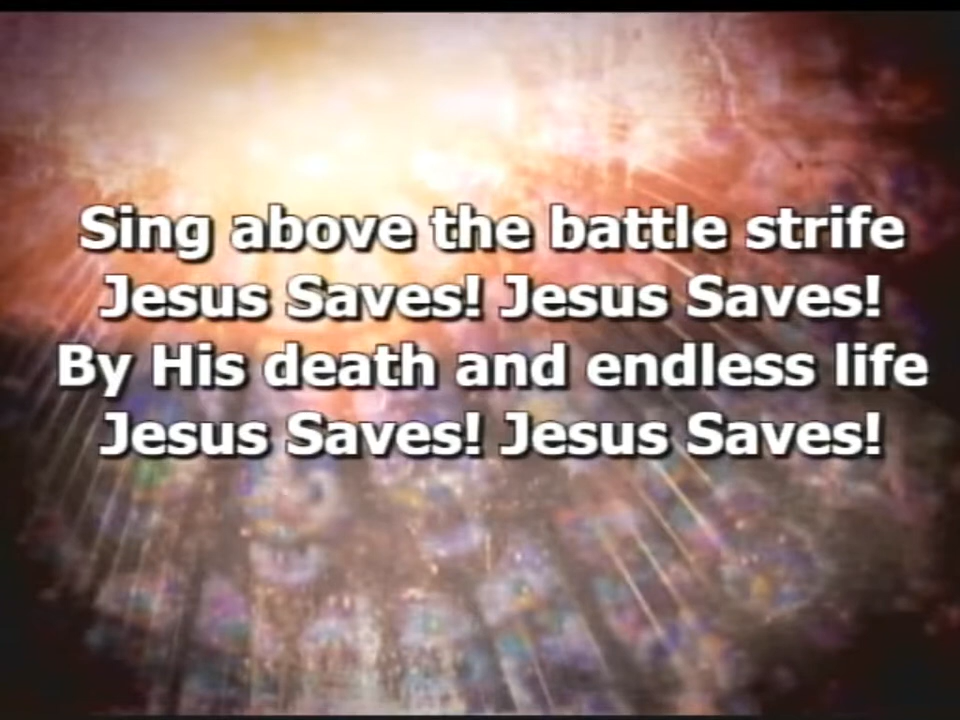 Sing above the battle strife
Jesus Saves! Jesus Saves!
By His death and endless life
Jesus Saves! Jesus Saves!